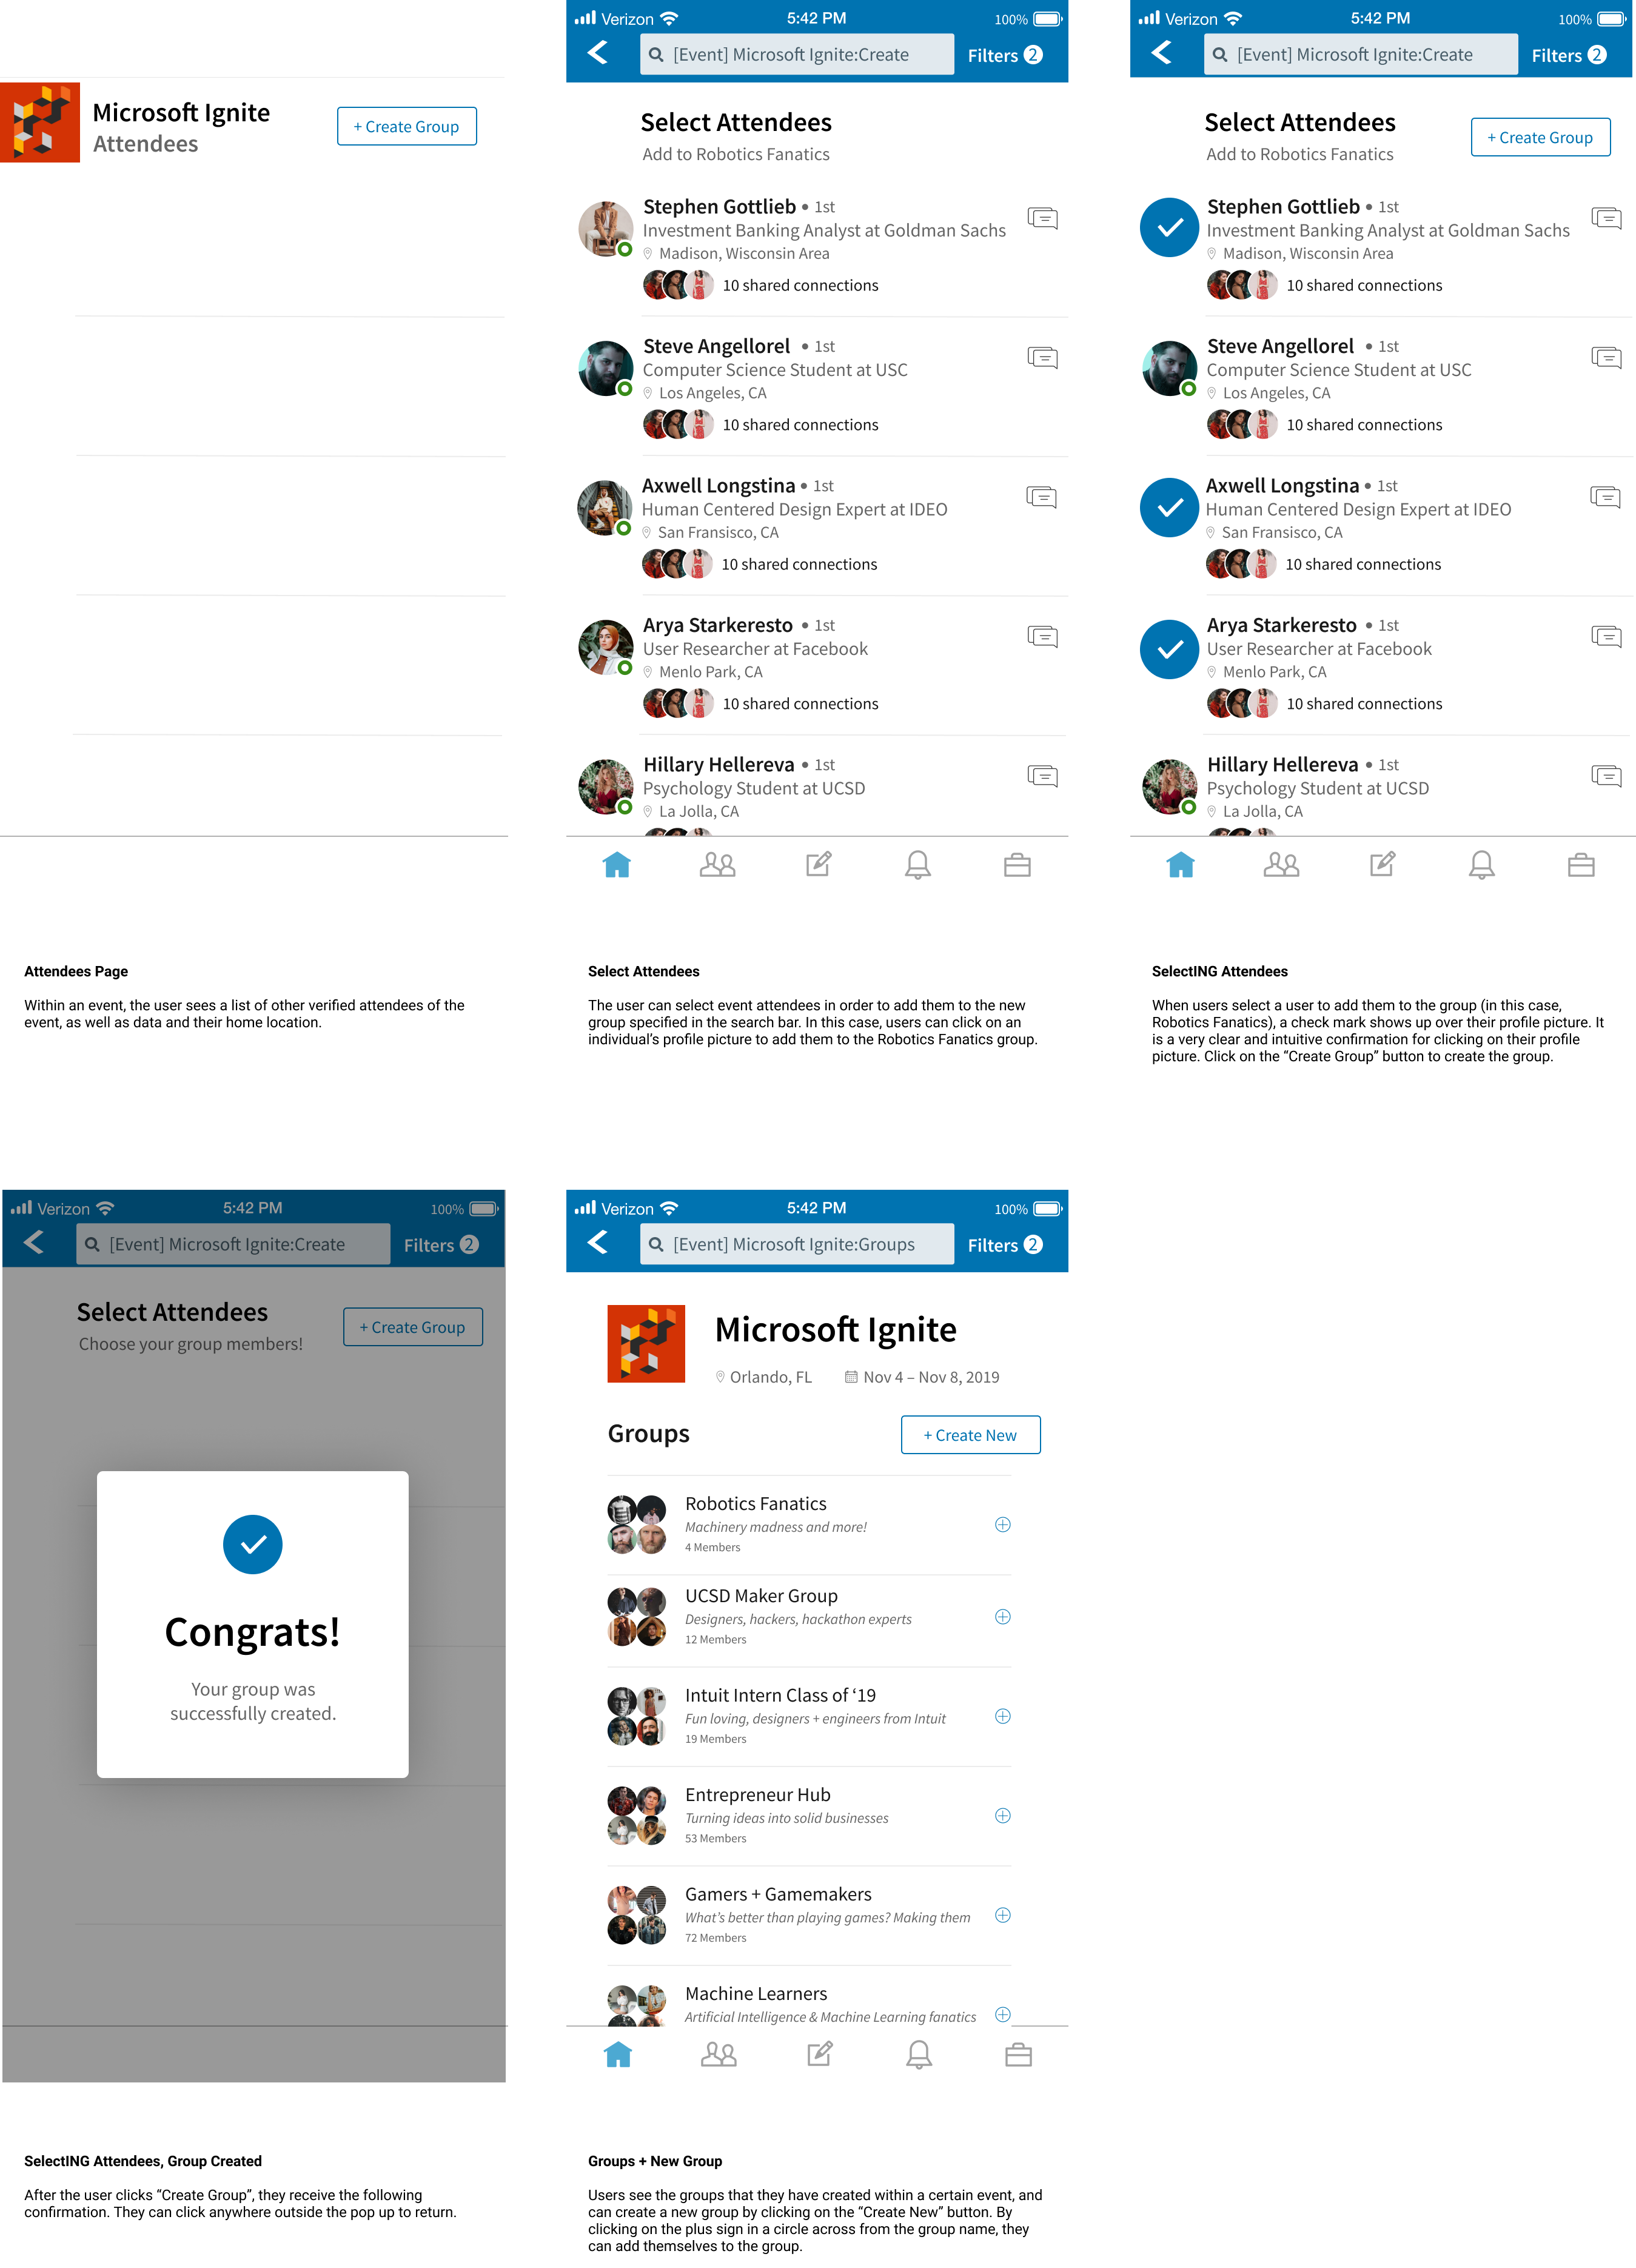 Microsoft Ignite
Attendees
+ Create Group
Verizon 5:42 PM 100%
[Event] Microsoft Ignite:Create Filters 2
Select Attendees
Add to Robotics Fanatics
Stephen Gottlieb • 1st
Investment Banking Analyst at Goldman Sachs
Madison, Wisconsin Area
10 shared connections
Steve Angellorel • 1st
Computer Science Student at USC
Los Angeles, CA
10 shared connections
Axwell Longstina • 1st
Human Centered Design Expert at IDEO
San Fransisco, CA
10 shared connections
Arya Starkeresto • 1st
User Researcher at Facebook
Menlo Park, CA
10 shared connections
Hillary Hellereva • 1st
Psychology Student at UCSD
La Jolla, CA
Verizon 5:42 PM 100%
[Event] Microsoft Ignite:Create Filters 2
Select Attendees
Add to Robotics Fanatics
+ Create Group
Stephen Gottlieb • 1st
Investment Banking Analyst at Goldman Sachs
Madison, Wisconsin Area
10 shared connections
Steve Angellorel • 1st
Computer Science Student at USC
Los Angeles, CA
10 shared connections
Axwell Longstina • 1st
Human Centered Design Expert at IDEO
San Fransisco, CA
10 shared connections
Arya Starkeresto • 1st
User Researcher at Facebook
Menlo Park, CA
10 shared connections
Hillary Hellereva • 1st
Psychology Student at UCSD
La Jolla, CA
Attendees Page
Within an event, the user sees a list of other verified attendees of the
event, as well as data and their home location.
Select Attendees
The user can select event attendees in order to add them to the new
group specified in the search bar. In this case, users can click on an
individual's profile picture to add them to the Robotics Fanatics group.
SelectING Attendees
When users select a user to add them to the group (in this case,
Robotics Fanatics), a check mark shows up over their profile picture. It
is a very clear and intuitive confirmation for clicking on their profile
picture. Click on the “Create Group” button to create the group.
Verizon 5:42 PM 100%
[Event] Microsoft Ignite:Create Filters 2
Select Attendees
Choose your group members!
+ Create Group
Congrats!
Your group was
successfully created.
Verizon 5:42 PM 100%
[Event] Microsoft Ignite:Groups Filters 2
Microsoft Ignite
Orlando, FL Nov 4 – Nov 8, 2019
Groups + Create New
Robotics Fanatics
Machinery madness and more!
4 Members
UCSD Maker Group
Designers, hackers, hackathon experts
12 Members
Intuit Intern Class of ‘19
Fun loving, designers + engineers from Intuit
19 Members
Entrepreneur Hub
Turning ideas into solid businesses
53 Members
Gamers + Gamemakers
What’s better than playing games? Making them
72 Members
Machine Learners
Artificial Intelligence & Machine Learning fanatics
SelectING Attendees, Group Created
After the user clicks “Create Group”, they receive the following
confirmation. They can click anywhere outside the pop up to return.
Groups + New Group
Users see the groups that they have created within a certain event, and
can create a new group by clicking on the “Create New” button. By
clicking on the plus sign in a circle across from the group name, they
can add themselves to the group.